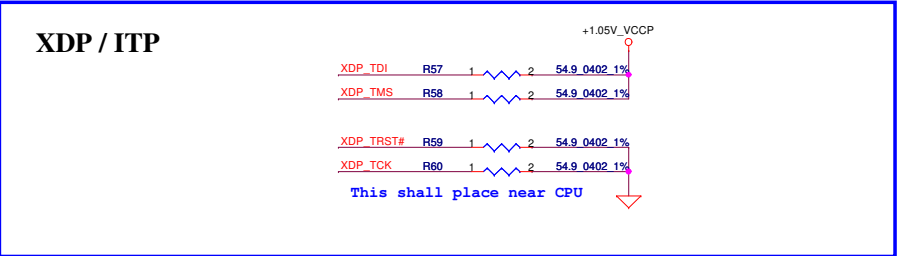 XDP / ITP
+1.05V_VCCP
XDP_TDI R57 1 2 54.9_0402_1%
XDP_TMS R58 1 2 54.9_0402_1%
XDP_TRST# R59 1 2 54.9_0402_1%
XDP_TCK R60 1 2 54.9_0402_1%
This shall place near CPU